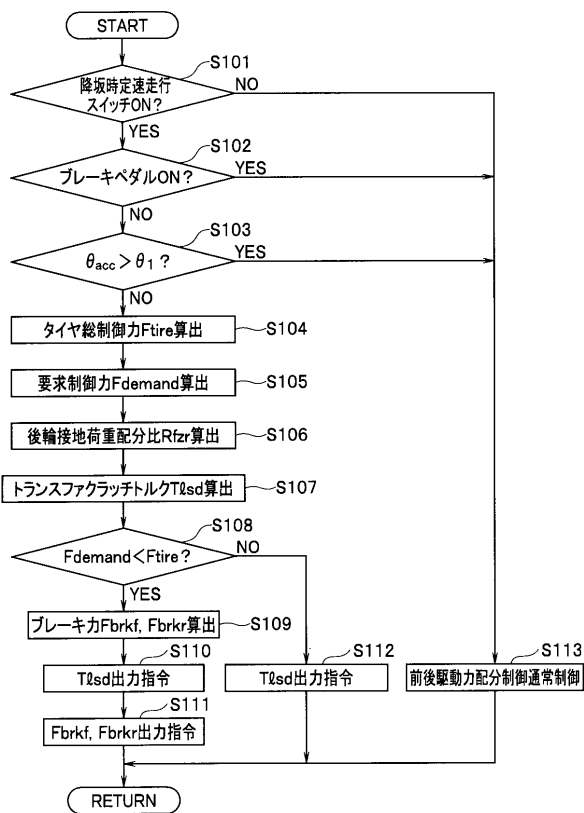 START
S101
降坂時定速走行
スイッチON?
NO
YES
S102
ブレーキペダルON?
YES
NO
S103
θacc>θ1?
YES
NO
タイヤ総制御力Ftire算出
S104
要求制御力Fdemand算出
S105
後輪接地荷重配分比Rfzr算出
S106
トランスファクラッチトルクTℓsd算出
S107
S108
Fdemand<Ftire?
NO
YES
ブレーキ力Fbrkf, Fbrkr算出
S109
S110
Tℓsd出力指令
S112
Tℓsd出力指令
S113
前後駆動力配分制御通常制御
S111
Fbrkf, Fbrkr出力指令
RETURN